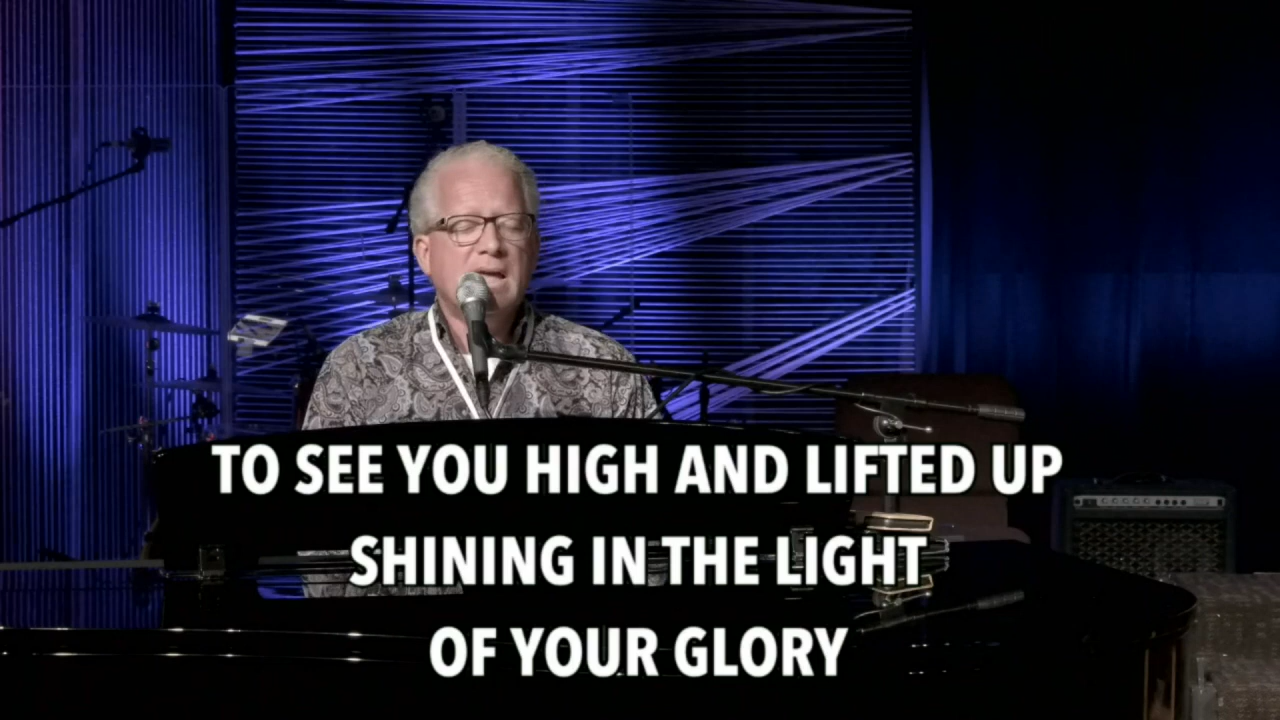 TO SEE YOU HIGH AND LIFTED UP
SHINING IN THE LIGHT
OF YOUR GLORY